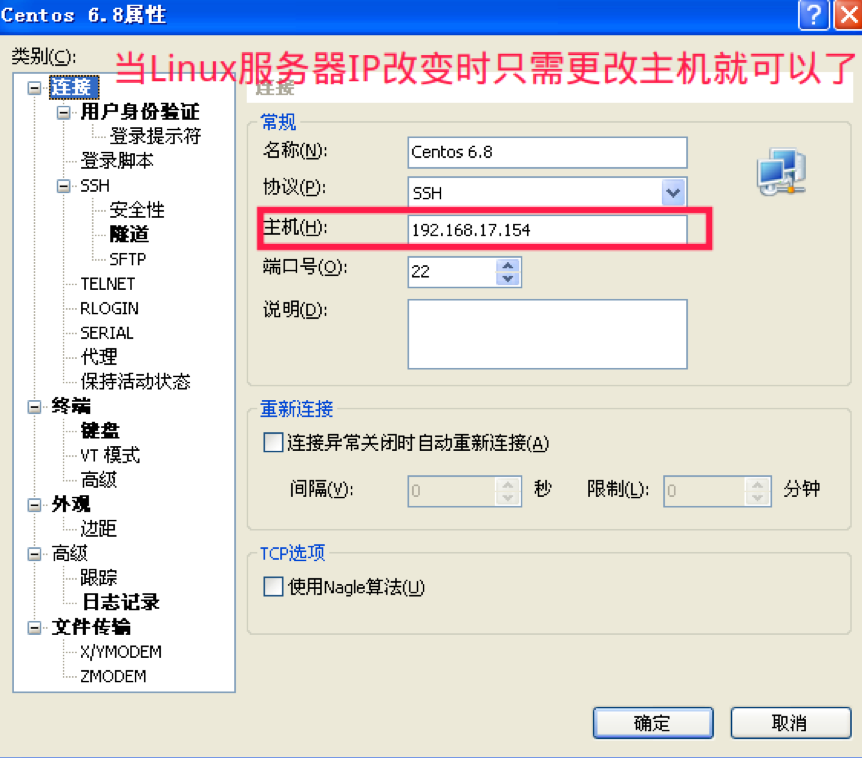 Centos 6.8属性
类别(C):
当Linux服务器IP改变时只需更改主机就可以了
连接
用户身份验证
登录提示符
登录脚本
SSH
安全性
隧道
SFTP
TELNET
RLOGIN
SERIAL
代理
保持活动状态
终端
键盘
VT 模式
高级
外观
边距
高级
跟踪
日志记录
文件传输
X/YMODEM
ZMODEM
连接
常规
名称(N): Centos 6.8
协议(P): SSH
主机(H): 192.168.17.154
端口号(O): 22
说明(D):
重新连接
连接异常关闭时自动重新连接(A)
间隔(V): 0 秒 限制(L): 0 分钟
TCP选项
使用Nagle算法(U)
确定 取消